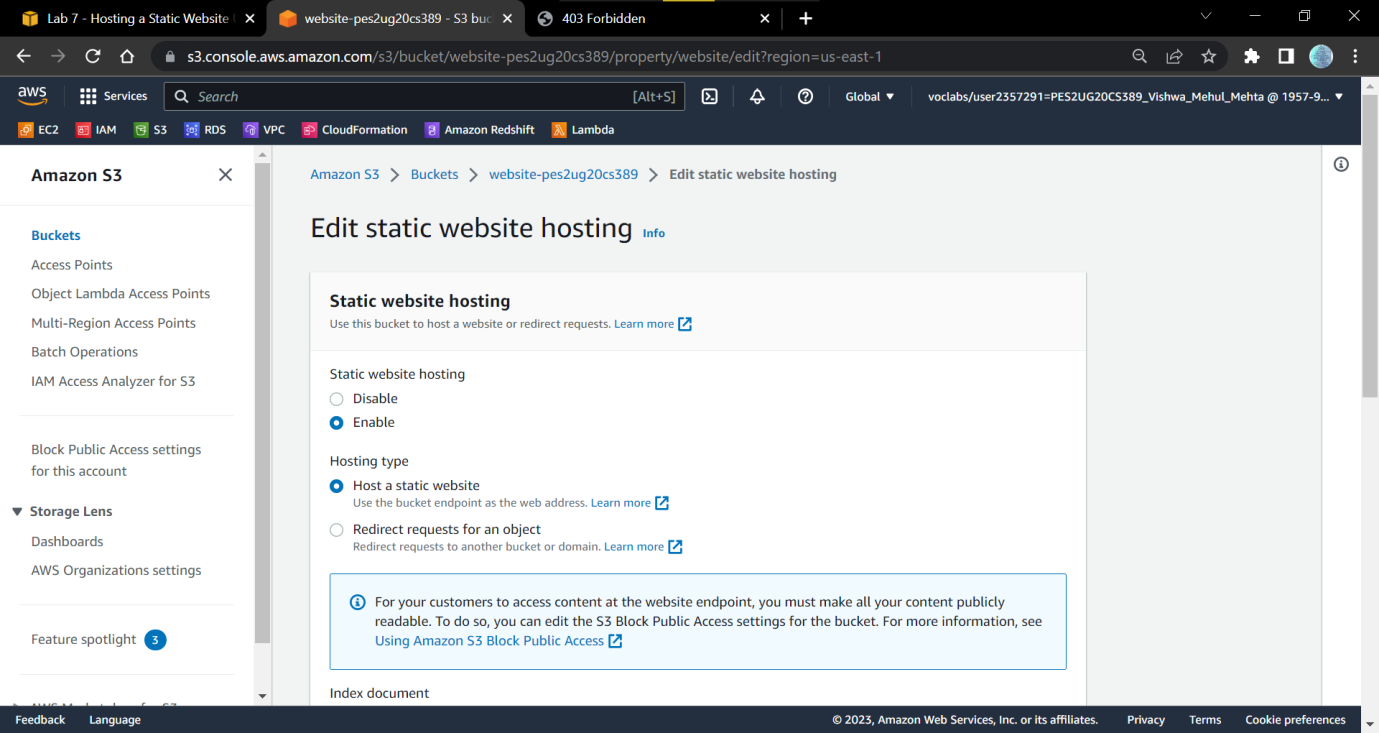 Lab 7 - Hosting a Static Website
website-pes2ug20cs389 - S3 buc
403 Forbidden
s3.console.aws.amazon.com/s3/bucket/website-pes2ug20cs389/property/website/edit?region=us-east-1
aws
Services
Search
[Alt+S]
Global
voclabs/user2357291=PES2UG20CS389_Vishwa_Mehul_Mehta @ 1957-9...
EC2
IAM
S3
RDS
VPC
CloudFormation
Amazon Redshift
Lambda
Amazon S3
Buckets
Access Points
Object Lambda Access Points
Multi-Region Access Points
Batch Operations
IAM Access Analyzer for S3
Block Public Access settings
for this account
Storage Lens
Dashboards
AWS Organizations settings
Feature spotlight 3
Amazon S3 > Buckets > website-pes2ug20cs389 > Edit static website hosting
Edit static website hosting Info
Static website hosting
Use this bucket to host a website or redirect requests. Learn more
Static website hosting
Disable
Enable
Hosting type
Host a static website
Use the bucket endpoint as the web address. Learn more
Redirect requests for an object
Redirect requests to another bucket or domain. Learn more
For your customers to access content at the website endpoint, you must make all your content publicly
readable. To do so, you can edit the S3 Block Public Access settings for the bucket. For more information, see
Using Amazon S3 Block Public Access
Index document
Feedback
Language
© 2023, Amazon Web Services, Inc. or its affiliates.
Privacy
Terms
Cookie preferences